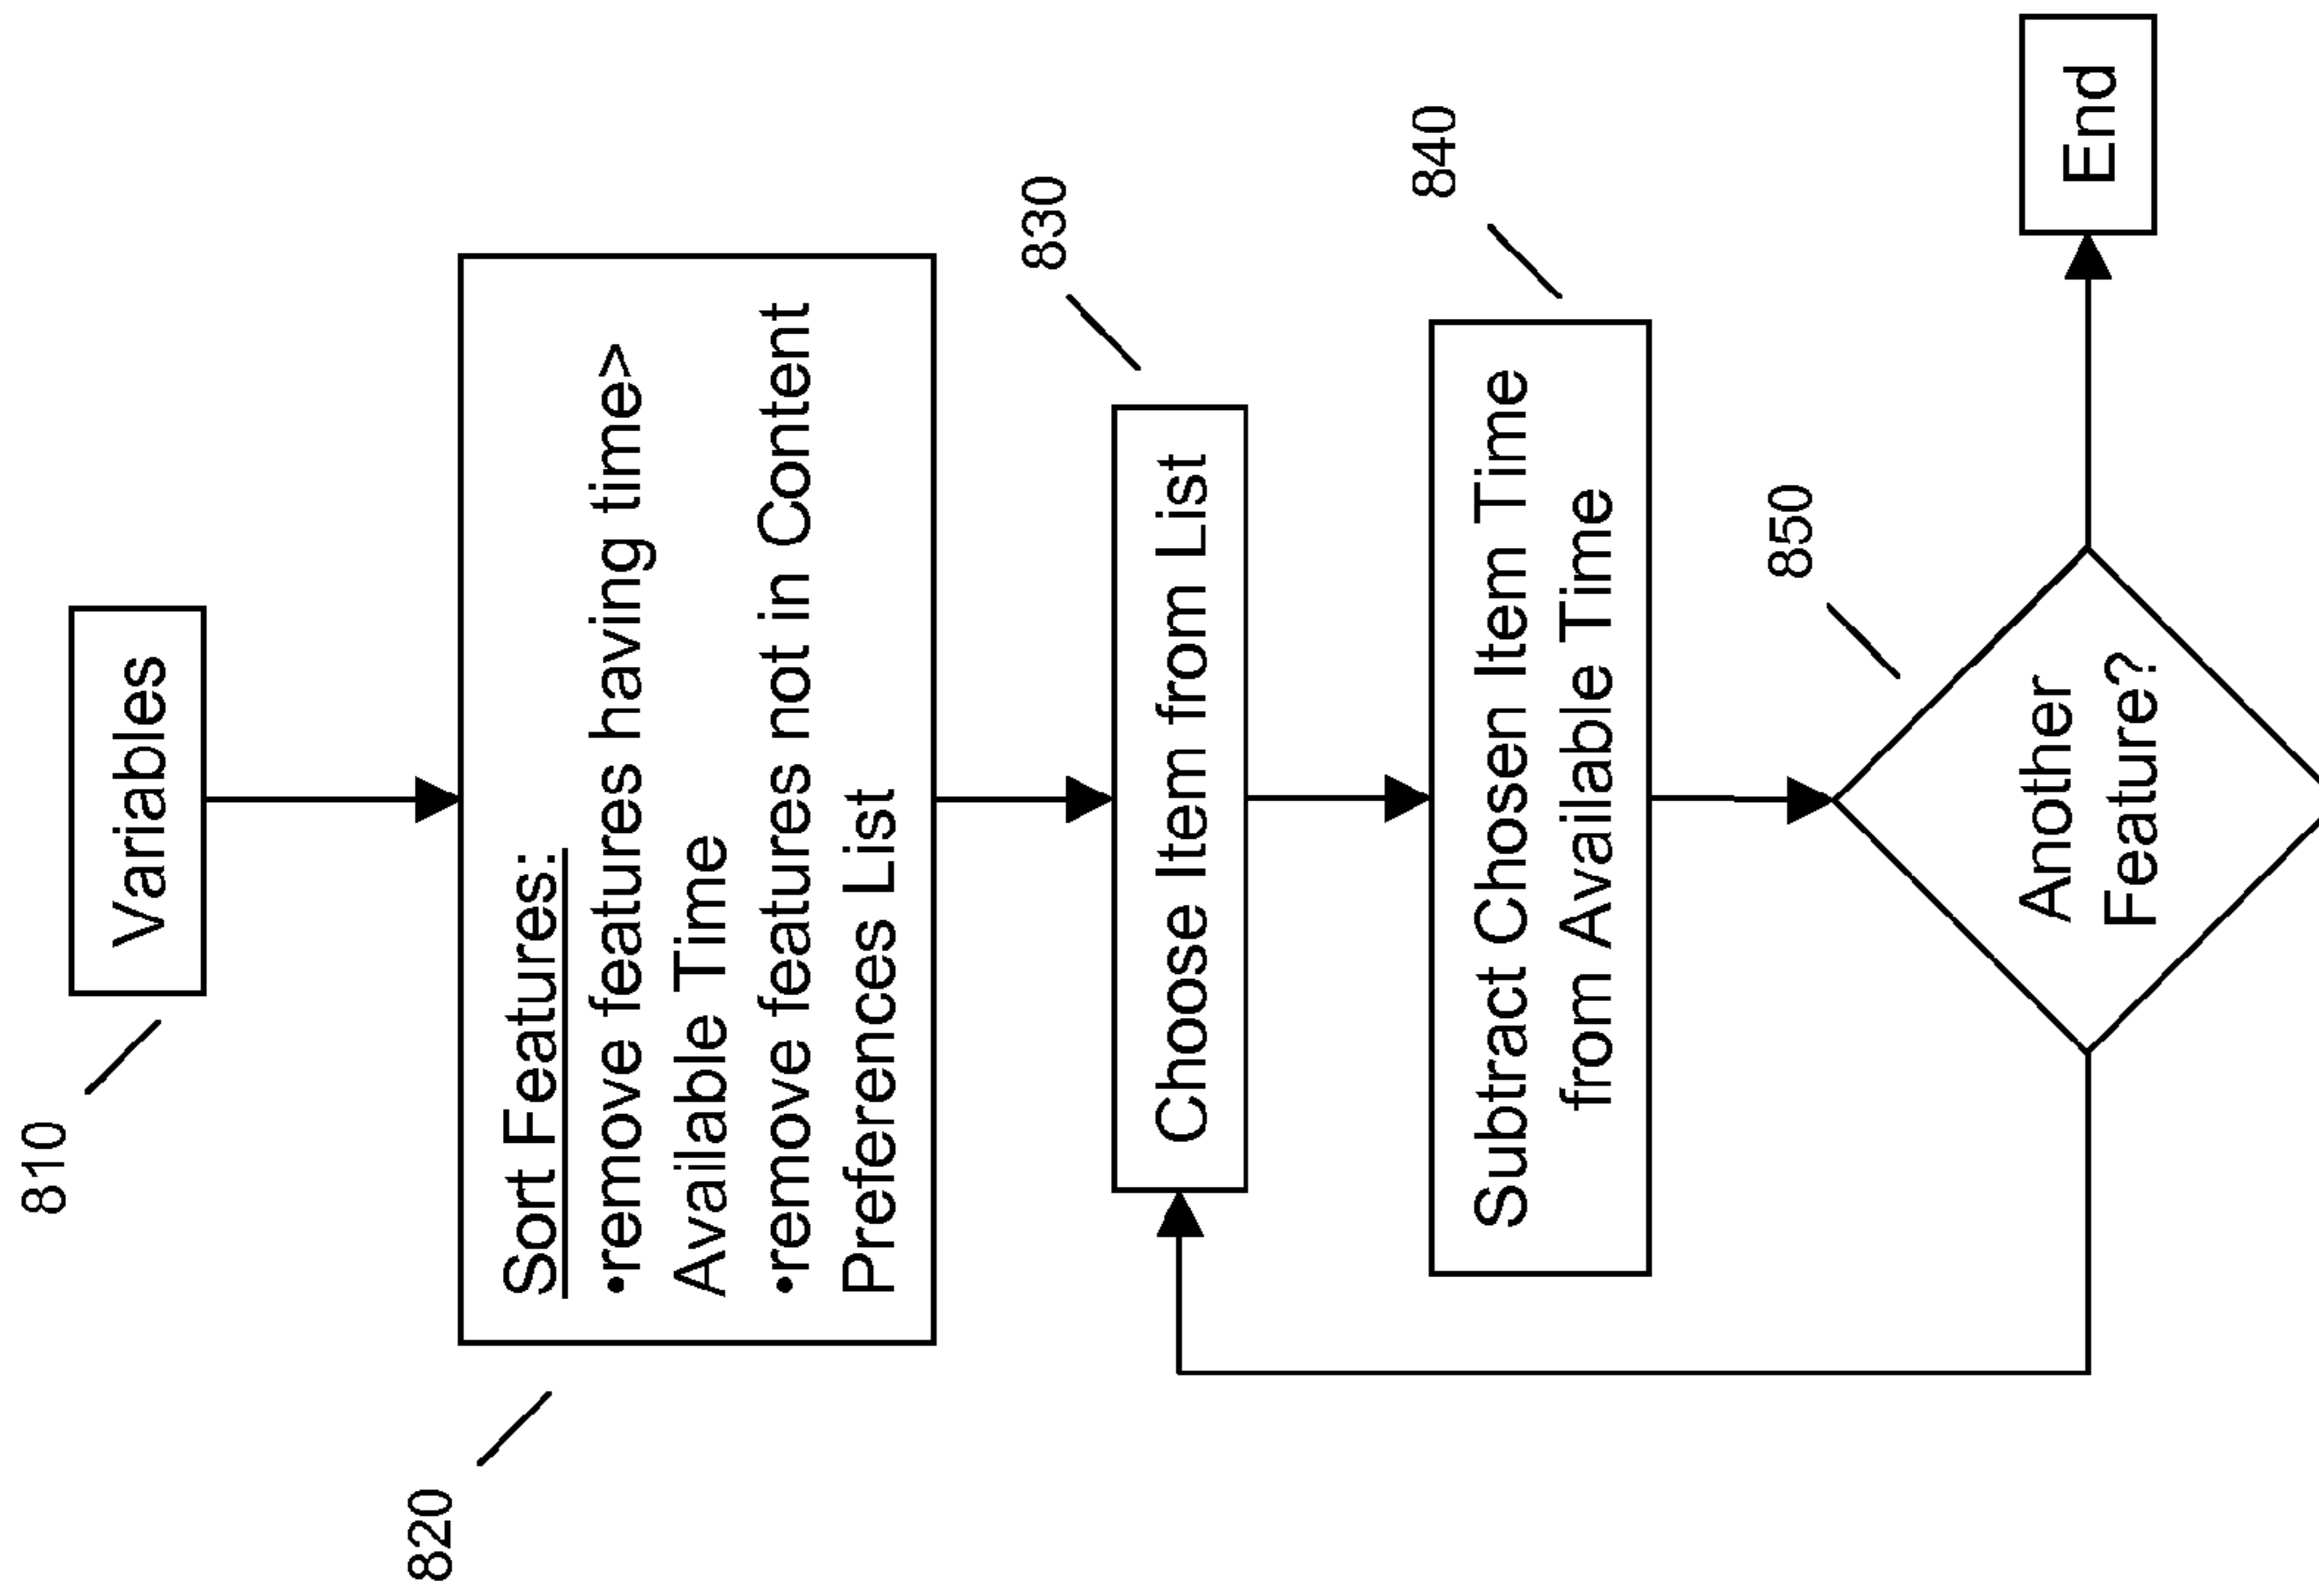 810
Variables
820
Sort Features:
•remove features having time>
Available Time
•remove features not in Content
Preferences List
830
Choose Item from List
840
Subtract Chosen Item Time
from Available Time
850
Another
Feature?
End